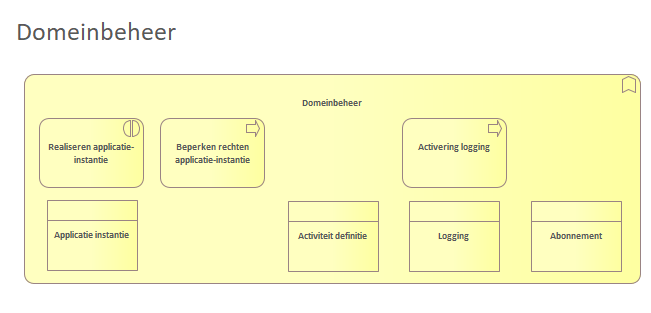 Domeinbeheer
Domeinbeheer
Realiseren applicatie-
instantie
Beperken rechten
applicatie-instantie
Activering logging
Applicatie instantie
Activiteit definitie
Logging
Abonnement